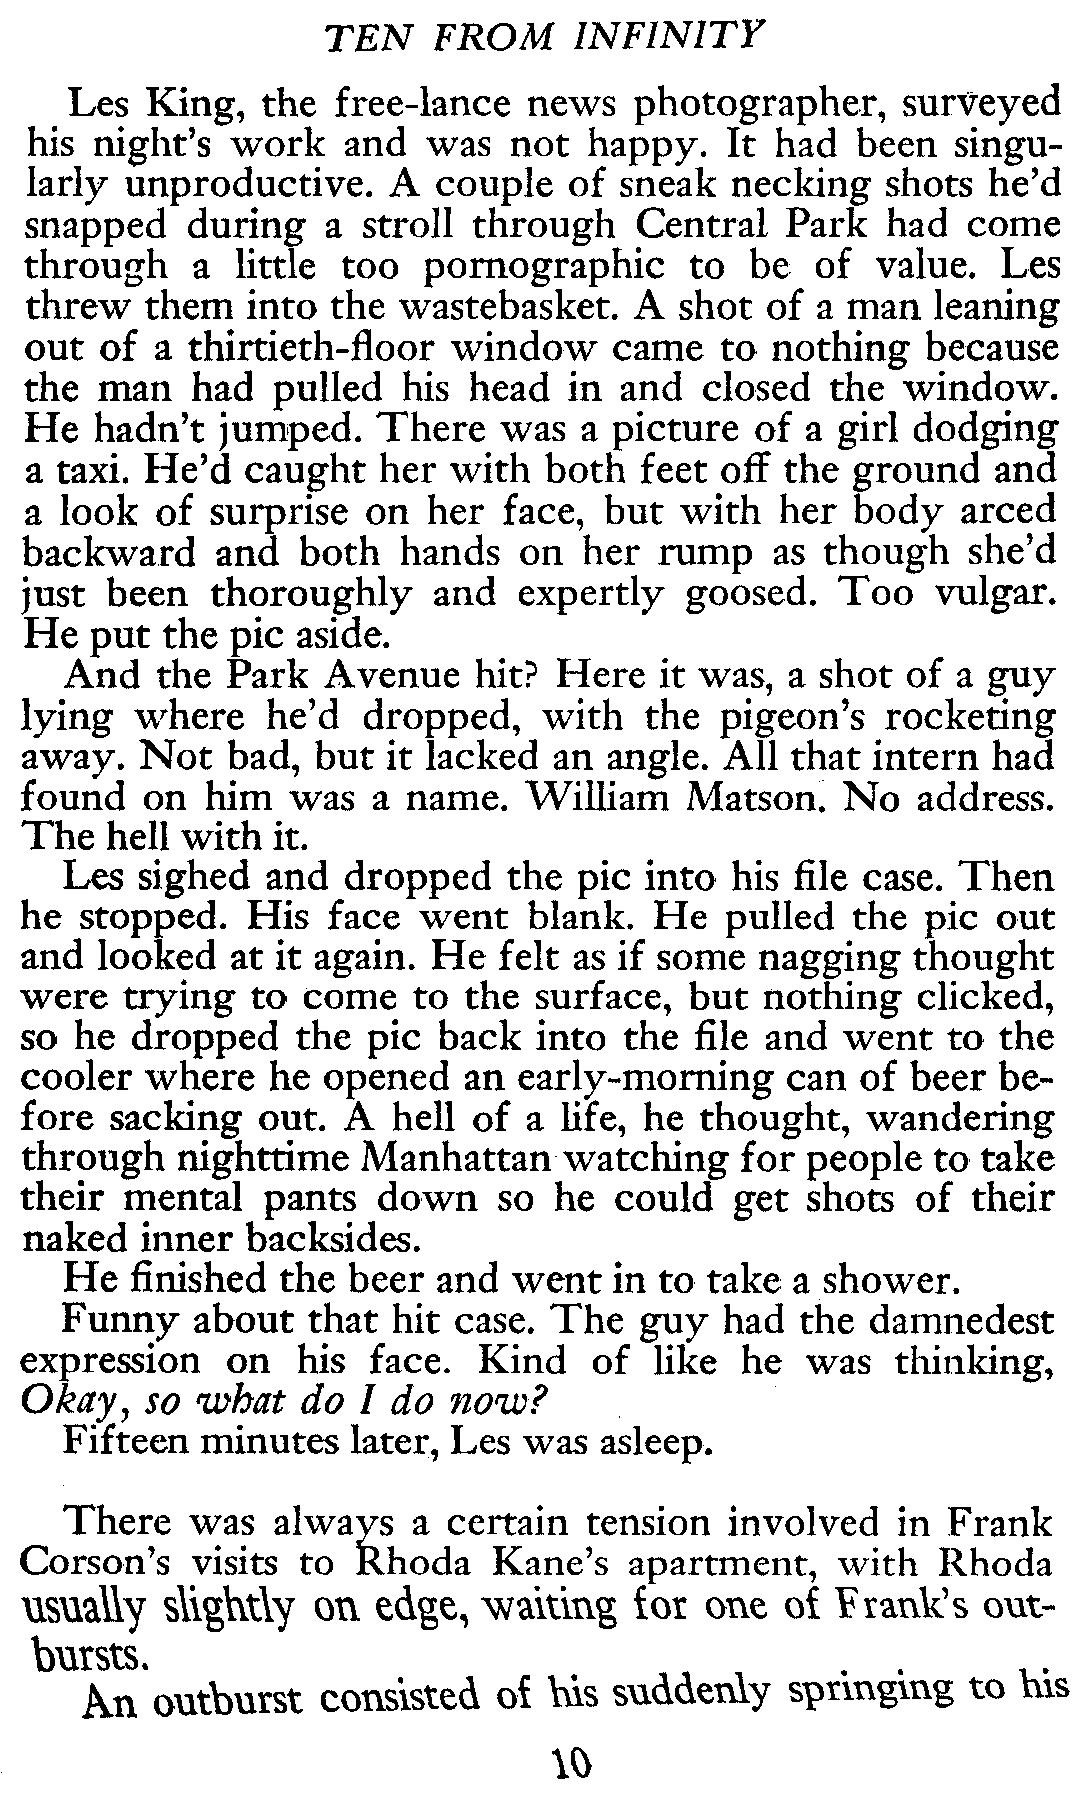 TEN FROM INFINITY
Les King, the free-lance news photographer, surveyed
his night's work and was not happy. It had been singu-
larly unproductive. A couple of sneak necking shots he'd
snapped during a stroll through Central Park had come
through a little too pornographic to be of value. Les
threw them into the wastebasket. A shot of a man leaning
out of a thirtieth-floor window came to nothing because
the man had pulled his head in and closed the window.
He hadn't jumped. There was a picture of a girl dodging
a taxi. He'd caught her with both feet off the ground and
a look of surprise on her face, but with her body arced
backward and both hands on her rump as though she'd
just been thoroughly and expertly goosed. Too vulgar.
He put the pic aside.
And the Park Avenue hit? Here it was, a shot of a guy
lying where he'd dropped, with the pigeon's rocketing
away. Not bad, but it lacked an angle. All that intern had
found on him was a name. William Matson. No address.
The hell with it.
Les sighed and dropped the pic into his file case. Then
he stopped. His face went blank. He pulled the pic out
and looked at it again. He felt as if some nagging thought
were trying to come to the surface, but nothing clicked,
so he dropped the pic back into the file and went to the
cooler where he opened an early-morning can of beer be-
fore sacking out. A hell of a life, he thought, wandering
through nighttime Manhattan watching for people to take
their mental pants down so he could get shots of their
naked inner backsides.
He finished the beer and went in to take a shower.
Funny about that hit case. The guy had the damnedest
expression on his face. Kind of like he was thinking,
Okay, so what do I do now?
Fifteen minutes later, Les was asleep.
There was always a certain tension involved in Frank
Corson's visits to Rhoda Kane's apartment, with Rhoda
usually slightly on edge, waiting for one of Frank's out-
bursts.
An outburst consisted of his suddenly springing to his
10